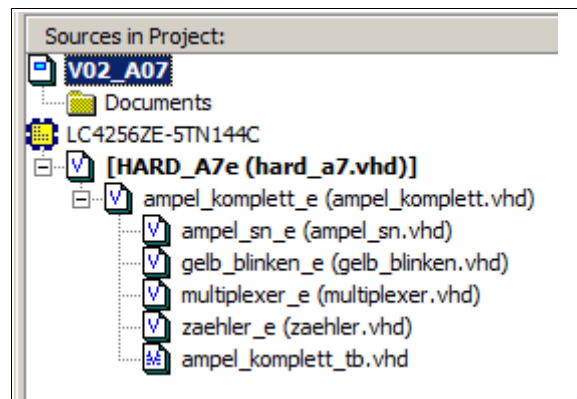 Sources in Project:
V02_A07
Documents
LC4256ZE-5TN144C
[HARD_A7e (hard_a7.vhd)]
ampel_komplett_e (ampel_komplett.vhd)
ampel_sn_e (ampel_sn.vhd)
gelb_blinken_e (gelb_blinken.vhd)
multiplexer_e (multiplexer.vhd)
zaehler_e (zaehler.vhd)
ampel_komplett_tb.vhd